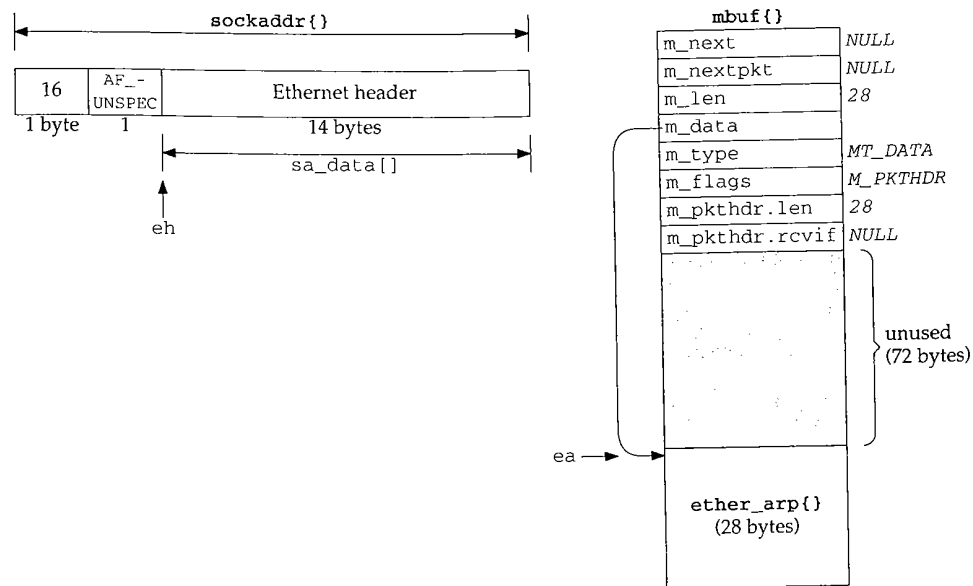 sockaddr{}
16
AF_-
UNSPEC
Ethernet header
1 byte
1
14 bytes
sa_data[]
eh
mbuf{}
m_next NULL
m_nextpkt NULL
m_len 28
m_data
m_type MT_DATA
m_flags M_PKTHDR
m_pkthdr.len 28
m_pkthdr.rcvif NULL
unused
(72 bytes)
ea
ether_arp{}
(28 bytes)